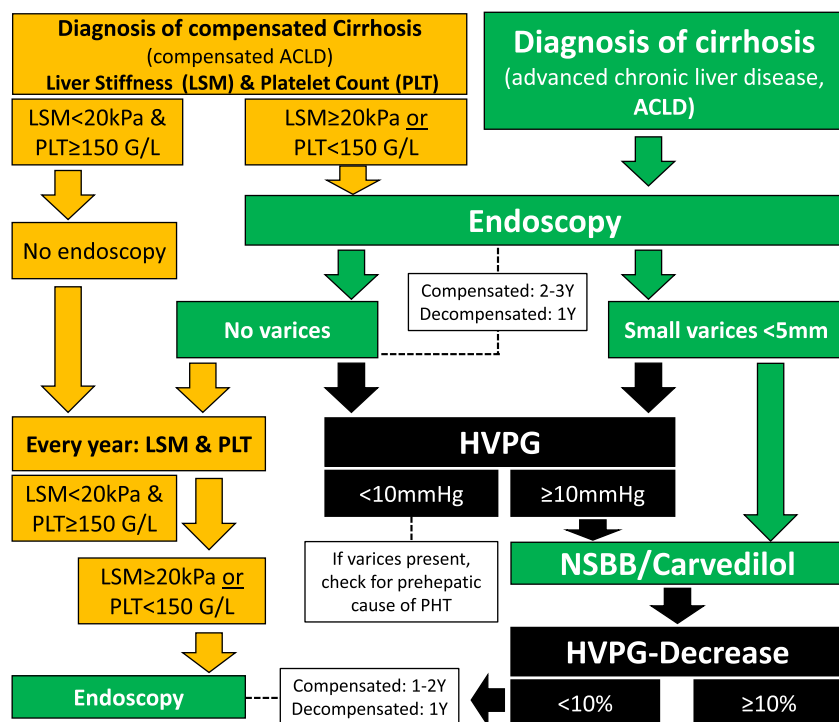 Diagnosis of compensated Cirrhosis
(compensated ACLD)
Liver Stiffness (LSM) & Platelet Count (PLT)
Diagnosis of cirrhosis
(advanced chronic liver disease,
ACLD)
LSM<20kPa &
PLT≥150 G/L
LSM≥20kPa or
PLT<150 G/L
Endoscopy
No endoscopy
Compensated: 2-3Y
Decompensated: 1Y
No varices
Small varices <5mm
Every year: LSM & PLT
HVPG
LSM<20kPa &
PLT≥150 G/L
<10mmHg
≥10mmHg
If varices present,
check for prehepatic
cause of PHT
NSBB/Carvedilol
LSM≥20kPa or
PLT<150 G/L
HVPG-Decrease
<10%
≥10%
Endoscopy
Compensated: 1-2Y
Decompensated: 1Y